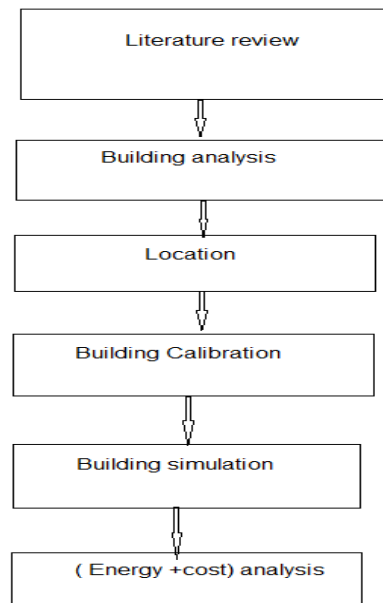 Literature review
Building analysis
Location
Building Calibration
Building simulation
( Energy +cost) analysis